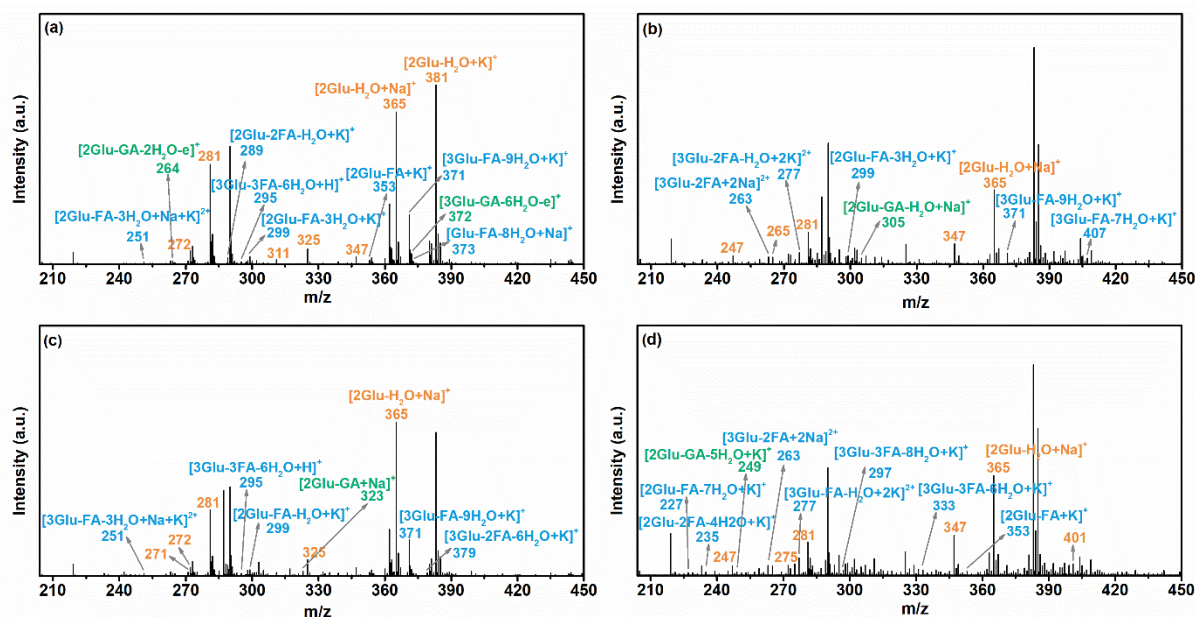 (a)
Intensity (a.u.)
[2Glu-H₂O+K]⁺
381
[2Glu-H₂O+Na]⁺
365
[2Glu-2FA-H₂O+K]⁺
289
[2Glu-GA-2H₂O-e]⁺
264
281
[2Glu-FA+K]⁺
353
[3Glu-FA-9H₂O+K]⁺
371
[3Glu-3FA-6H₂O+H]⁺
295
[3Glu-GA-6H₂O-e]⁺
372
[2Glu-FA-3H₂O+Na+K]²⁺
251
272
[2Glu-FA-3H₂O+K]⁺
299
311
325
347
[Glu-FA-8H₂O+Na]⁺
373
210 240 270 300 330 360 390 420 450
m/z
(b)
Intensity (a.u.)
[3Glu-2FA-H₂O+2K]²⁺
277
[2Glu-FA-3H₂O+K]⁺
299
[2Glu-H₂O+Na]⁺
365
[3Glu-2FA+2Na]²⁺
263
[2Glu-GA-H₂O+Na]⁺
305
[3Glu-FA-9H₂O+K]⁺
371
[3Glu-FA-7H₂O+K]⁺
407
247
265
281
347
210 240 270 300 330 360 390 420 450
m/z
(c)
Intensity (a.u.)
[2Glu-H₂O+Na]⁺
365
[3Glu-3FA-6H₂O+H]⁺
295
[2Glu-GA+Na]⁺
323
281
[2Glu-FA-H₂O+K]⁺
299
[3Glu-FA-9H₂O+K]⁺
371
[3Glu-FA-3H₂O+Na+K]²⁺
251
271
272
325
[3Glu-2FA-6H₂O+K]⁺
379
210 240 270 300 330 360 390 420 450
m/z
(d)
Intensity (a.u.)
[3Glu-2FA+2Na]²⁺
263
[2Glu-GA-5H₂O+K]⁺
249
[3Glu-3FA-8H₂O+K]⁺
297
[2Glu-H₂O+Na]⁺
365
[2Glu-FA-7H₂O+K]⁺
227
[3Glu-FA-H₂O+2K]²⁺
277
[3Glu-3FA-6H₂O+K]⁺
333
[2Glu-2FA-4H2O+K]⁺
235
[2Glu-FA+K]⁺
353
247
275
281
347
401
210 240 270 300 330 360 390 420 450
m/z